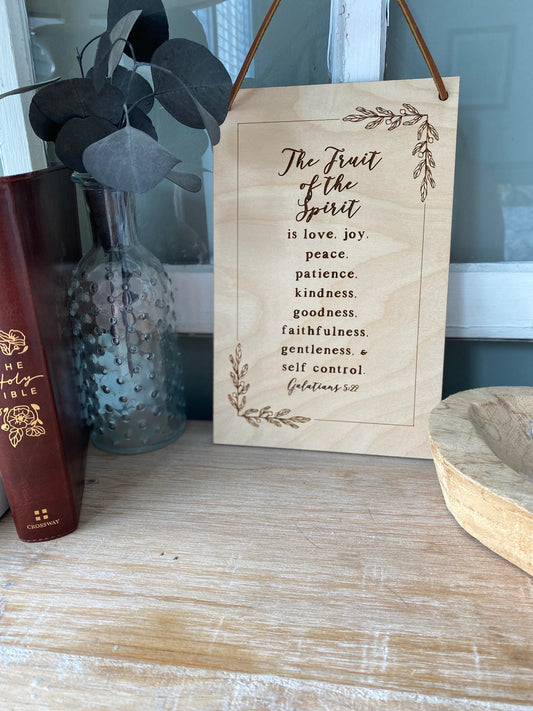 The Fruit
of the
Spirit
is love, joy,
peace,
patience,
kindness,
goodness,
faithfulness,
gentleness, &
self control.
Galatians 5:22
HE
Holy
IBLE
CROSSWAY